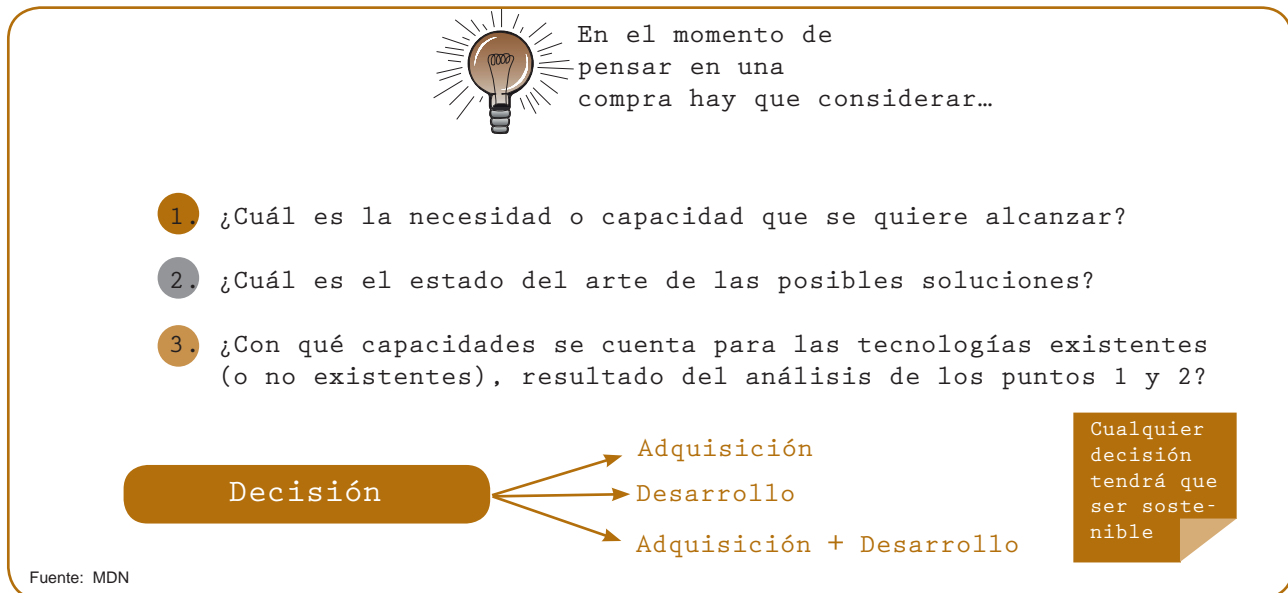 En el momento de
pensar en una
compra hay que considerar…
1. ¿Cuál es la necesidad o capacidad que se quiere alcanzar?
2. ¿Cuál es el estado del arte de las posibles soluciones?
3. ¿Con qué capacidades se cuenta para las tecnologías existentes
(o no existentes), resultado del análisis de los puntos 1 y 2?
Decisión
Adquisición
Desarrollo
Adquisición + Desarrollo
Cualquier
decisión
tendrá que
ser soste-
nible
Fuente: MDN